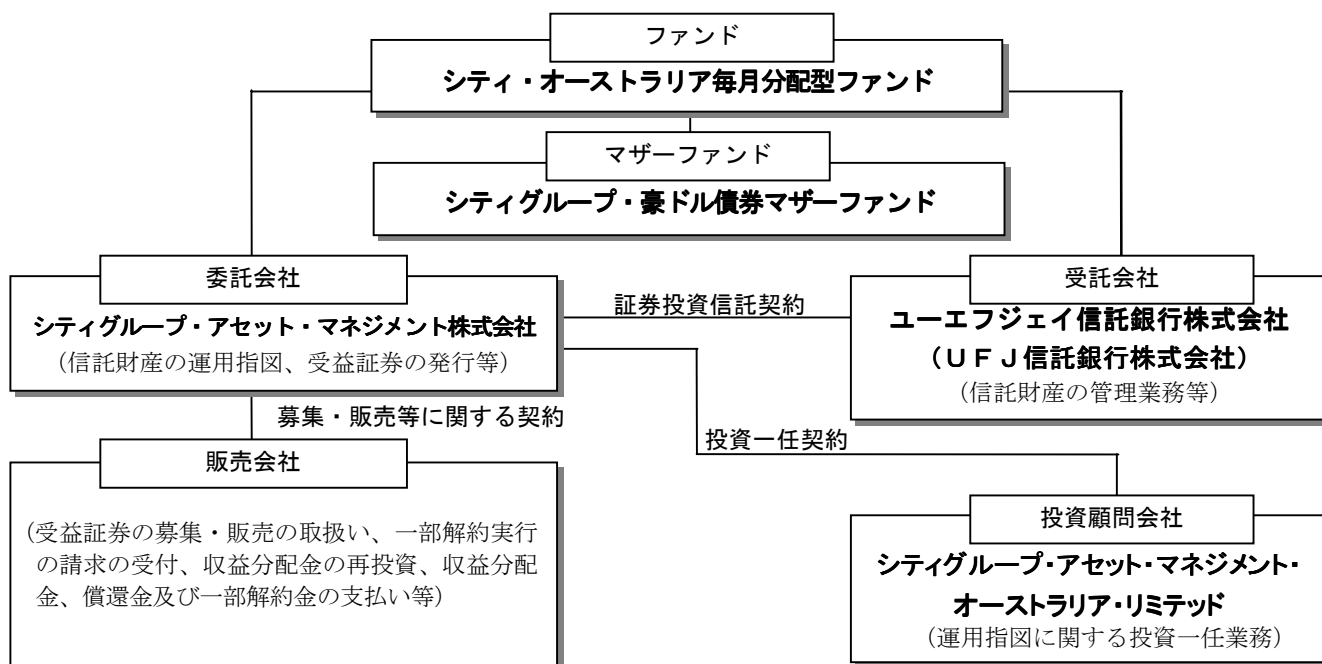 ファンド
シティ・オーストラリア毎月分配型ファンド
マザーファンド
シティグループ・豪ドル債券マザーファンド
委託会社
シティグループ・アセット・マネジメント株式会社
(信託財産の運用指図、受益証券の発行等)
証券投資信託契約
受託会社
ユーエフジェイ信託銀行株式会社
(UFJ信託銀行株式会社)
(信託財産の管理業務等)
募集・販売等に関する契約
投資一任契約
販売会社
(受益証券の募集・販売の取扱い、一部解約実行
の請求の受付、収益分配金の再投資、収益分配
金、償還金及び一部解約金の支払い等)
投資顧問会社
シティグループ・アセット・マネジメント・
オーストラリア・リミテッド
(運用指図に関する投資一任業務)